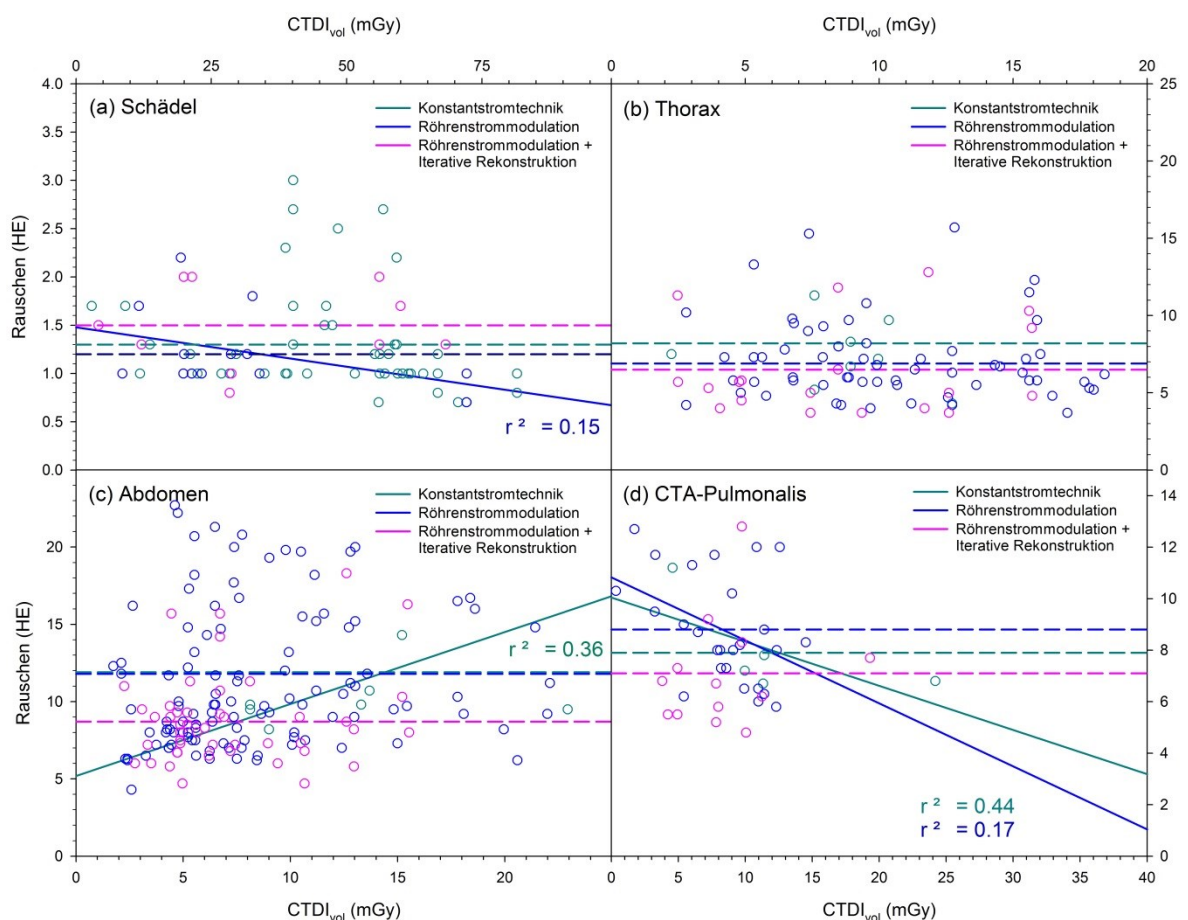 CTDIvol (mGy)
CTDIvol (mGy)
0 25 50 75
0 5 10 15 20
(a) Schädel
Konstantstromtechnik
Röhrenstrommodulation
Röhrenstrommodulation +
Iterative Rekonstruktion
4.0
3.5
3.0
2.5
2.0
1.5
1.0
0.5
0.0
Rauschen (HE)
r² = 0.15
(b) Thorax
Konstantstromtechnik
Röhrenstrommodulation
Röhrenstrommodulation +
Iterative Rekonstruktion
25
20
15
10
5
0
(c) Abdomen
Konstantstromtechnik
Röhrenstrommodulation
Röhrenstrommodulation +
Iterative Rekonstruktion
20
15
10
5
0
Rauschen (HE)
r² = 0.36
(d) CTA-Pulmonalis
Konstantstromtechnik
Röhrenstrommodulation
Röhrenstrommodulation +
Iterative Rekonstruktion
14
12
10
8
6
4
2
0
r² = 0.44
r² = 0.17
0 5 10 15 20
0 5 10 15 20 25 30 35 40
CTDIvol (mGy)
CTDIvol (mGy)